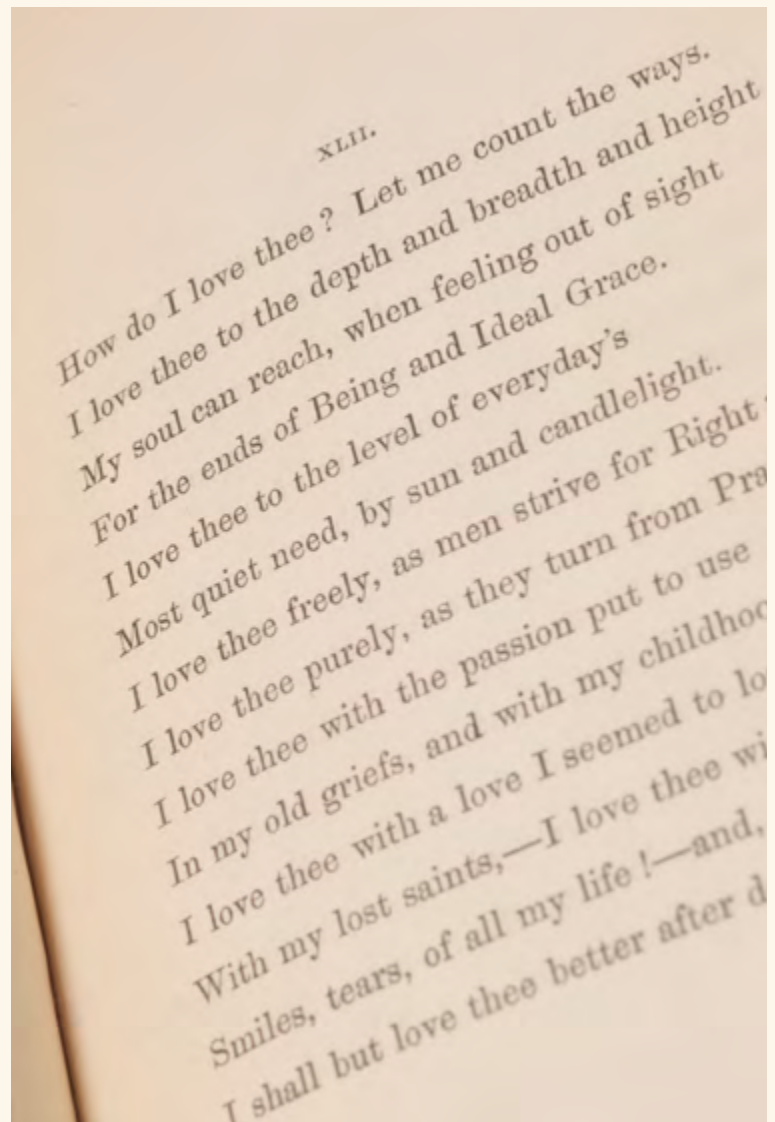 XLII.
How do I love thee? Let me count the ways.
I love thee to the depth and breadth and height
My soul can reach, when feeling out of sight
For the ends of Being and Ideal Grace.
I love thee to the level of everyday's
Most quiet need, by sun and candlelight.
I love thee freely, as men strive for Right
I love thee purely, as they turn from Pra
I love thee with the passion put to use
In my old griefs, and with my childhoo
I love thee with a love I seemed to lo
With my lost saints,—I love thee wi
Smiles, tears, of all my life!—and,
I shall but love thee better after d